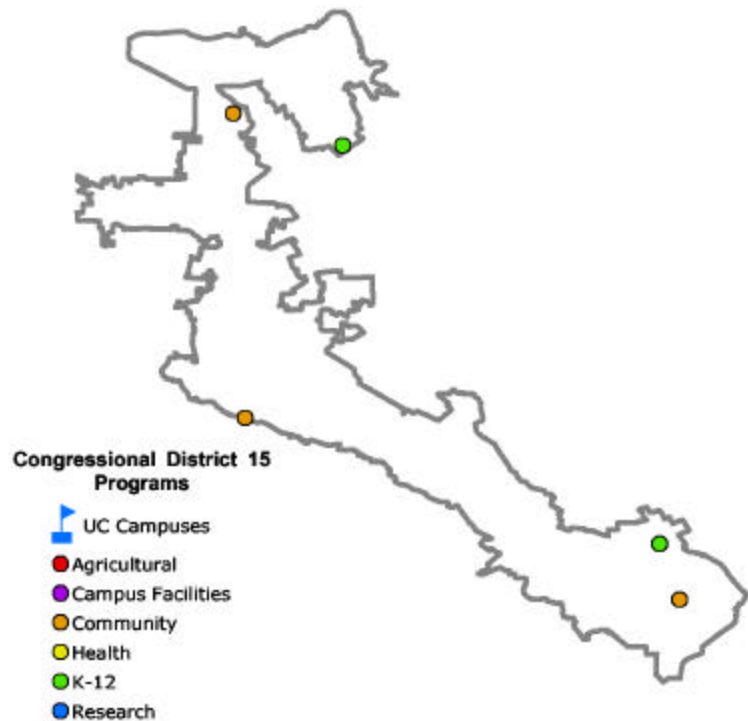 Congressional District 15
Programs
UC Campuses
Agricultural
Campus Facilities
Community
Health
K-12
Research